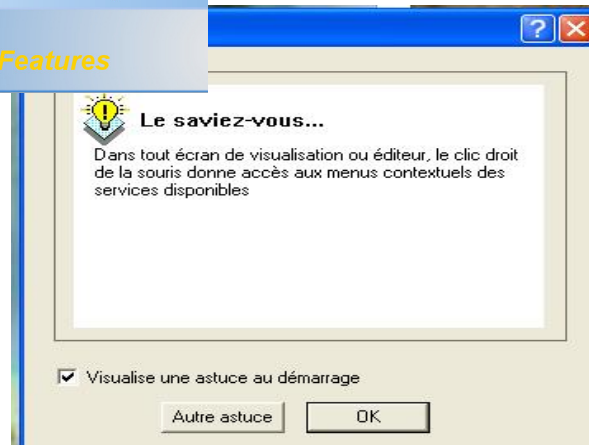 Features
Le saviez-vous...
Dans tout écran de visualisation ou éditeur, le clic droit
de la souris donne accès aux menus contextuels des
services disponibles
Visualise une astuce au démarrage
Autre astuce OK